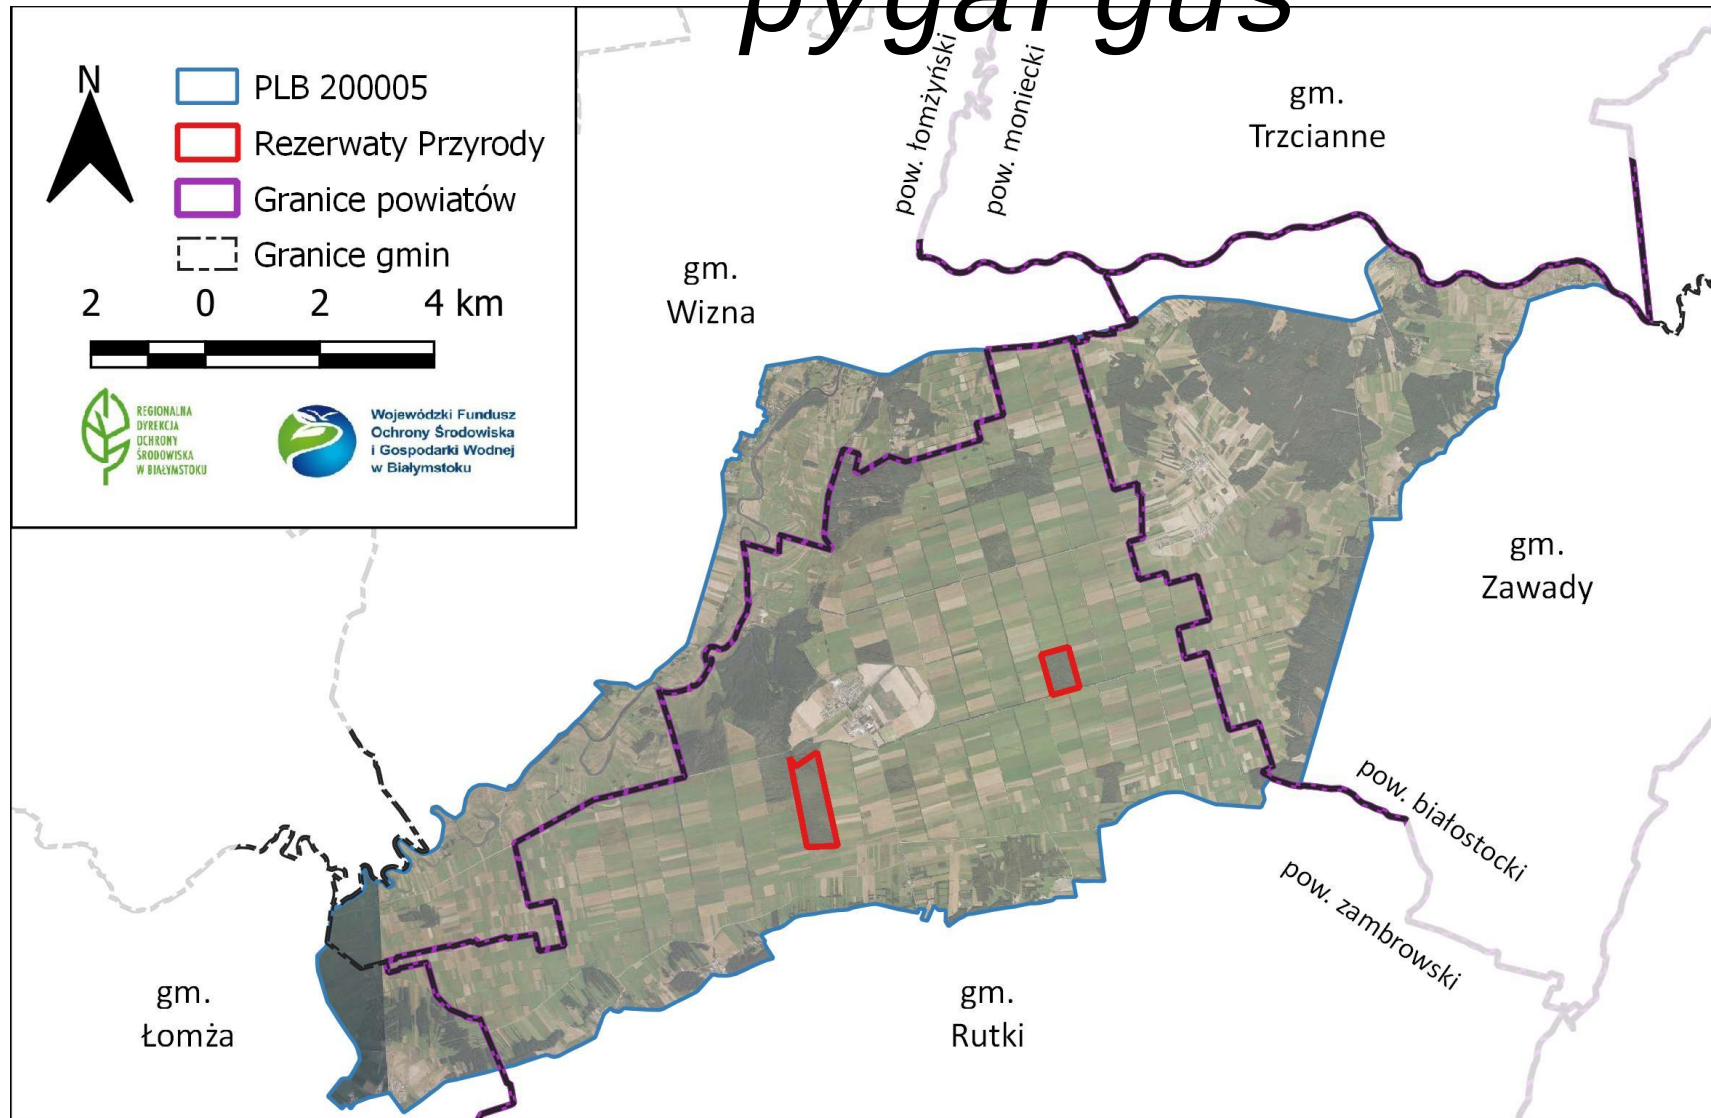 pygargus
N
PLB 200005
Rezerwaty Przyrody
Granice powiatów
Granice gmin
2 0 2 4 km
REGIONALNA
DYREKCJA
OCHRONY
ŚRODOWISKA
W BIAŁYMSTOKU
Wojewódzki Fundusz
Ochrony Środowiska
i Gospodarki Wodnej
w Białymstoku
pow. łomżyński
pow. moniecki
gm.
Trzcianne
gm.
Wizna
gm.
Zawady
pow. białostocki
pow. zambrowski
gm.
Łomża
gm.
Rutki